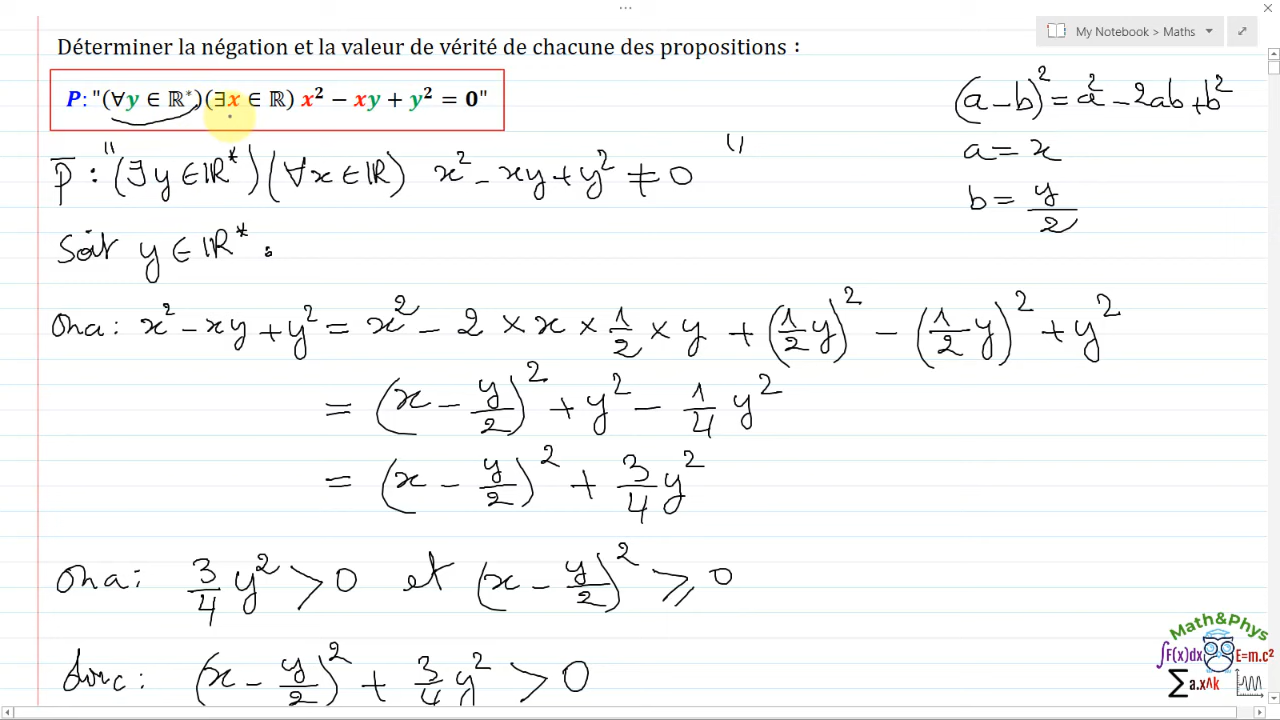 Déterminer la négation et la valeur de vérité de chacune des propositions :
My Notebook > Maths
P: "(∀y ∈ ℝ*)(∃x ∈ ℝ) x² − xy + y² = 0"
(a − b)² = a² − 2ab + b²
a = x
b = y/2
P̅ : "(∃y ∈ ℝ*)(∀x ∈ ℝ) x² − xy + y² ≠ 0"
Soit y ∈ ℝ* :
Ona: x² − xy + y² = x² − 2 × x × 1/2 × y + (1/2 y)² − (1/2 y)² + y²
= (x − y/2)² + y² − 1/4 y²
= (x − y/2)² + 3/4 y²
Ona: 3/4 y² > 0 et (x − y/2)² ⩾ 0
donc: (x − y/2)² + 3/4 y² > 0
Math&Phys
∫F(x)dx
E=m.c²
∑ a.x∧k